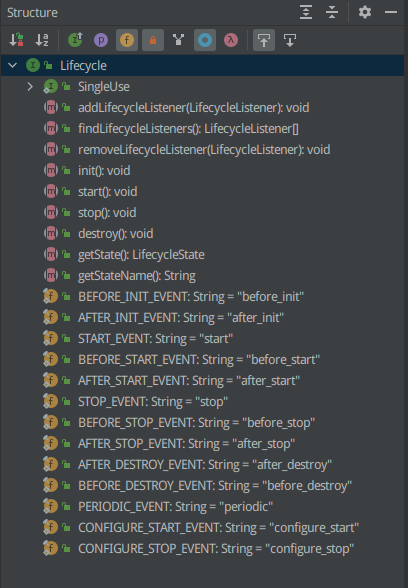 Structure
Lifecycle
SingleUse
addLifecycleListener(LifecycleListener): void
findLifecycleListeners(): LifecycleListener[]
removeLifecycleListener(LifecycleListener): void
init(): void
start(): void
stop(): void
destroy(): void
getState(): LifecycleState
getStateName(): String
BEFORE_INIT_EVENT: String = "before_init"
AFTER_INIT_EVENT: String = "after_init"
START_EVENT: String = "start"
BEFORE_START_EVENT: String = "before_start"
AFTER_START_EVENT: String = "after_start"
STOP_EVENT: String = "stop"
BEFORE_STOP_EVENT: String = "before_stop"
AFTER_STOP_EVENT: String = "after_stop"
AFTER_DESTROY_EVENT: String = "after_destroy"
BEFORE_DESTROY_EVENT: String = "before_destroy"
PERIODIC_EVENT: String = "periodic"
CONFIGURE_START_EVENT: String = "configure_start"
CONFIGURE_STOP_EVENT: String = "configure_stop"